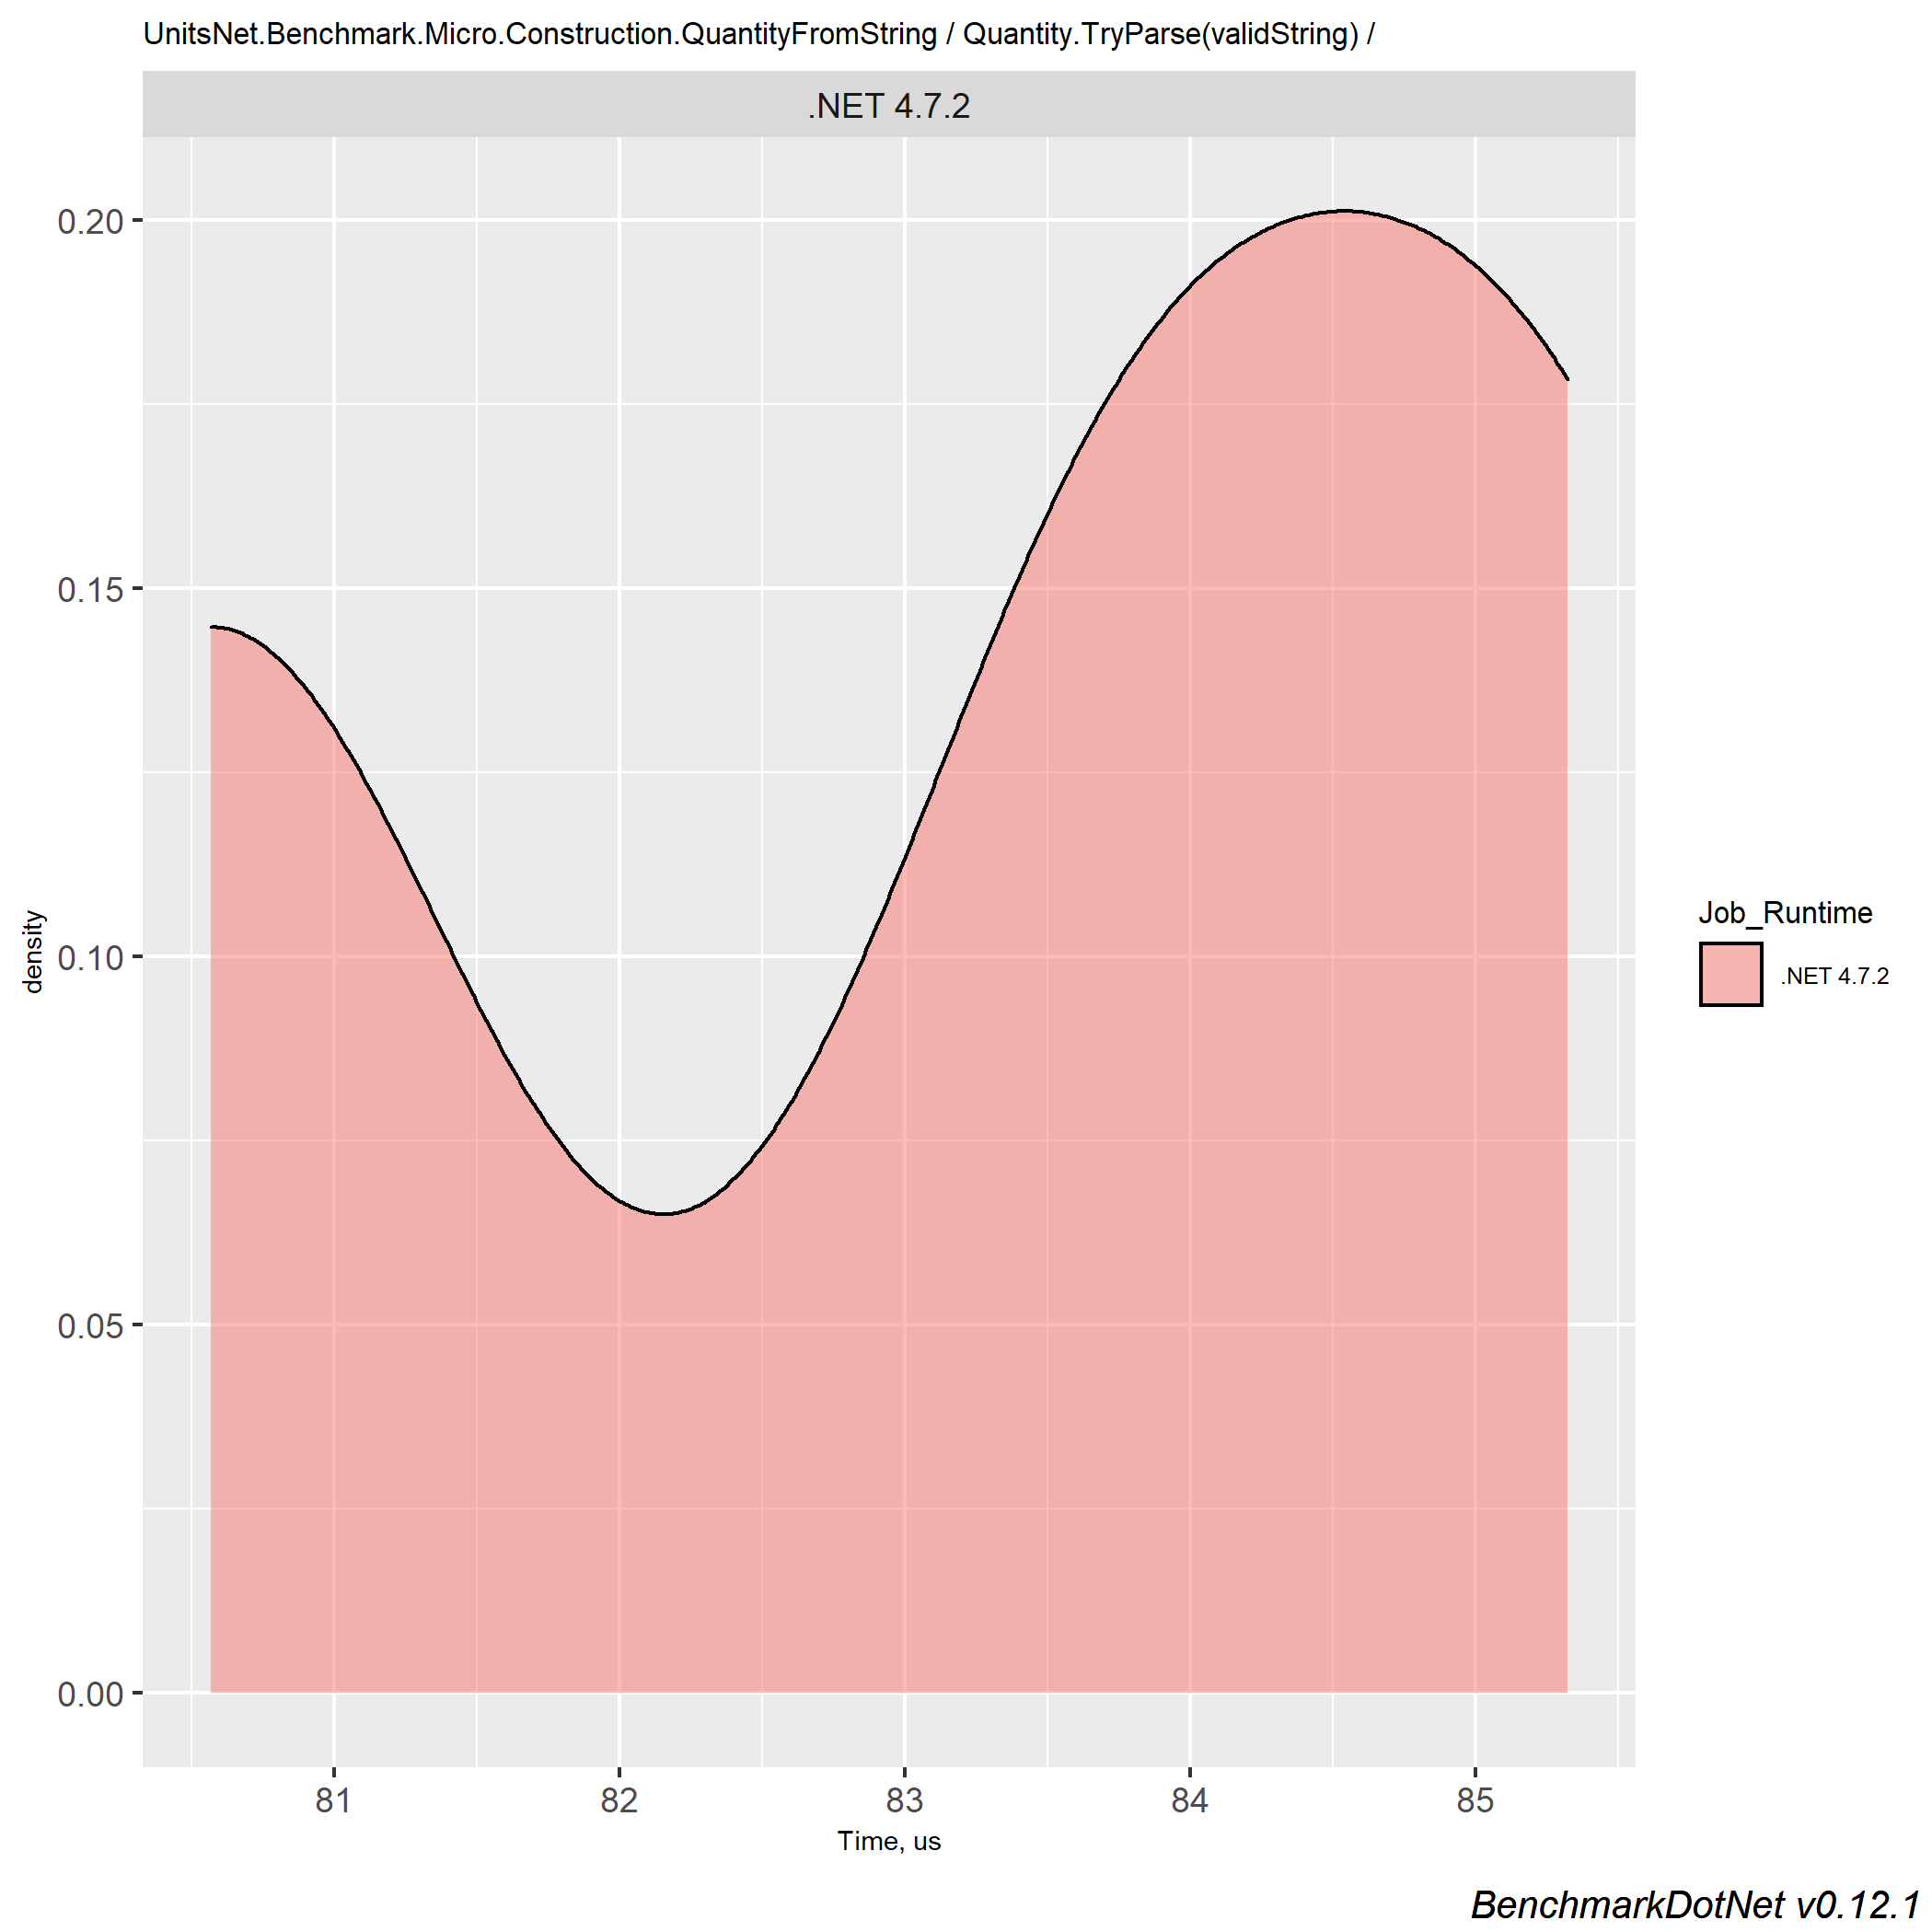 UnitsNet.Benchmark.Micro.Construction.QuantityFromString / Quantity.TryParse(validString) /
.NET 4.7.2
0.20
0.15
0.10
0.05
0.00
density
81 82 83 84 85
Time, us
Job_Runtime
.NET 4.7.2
BenchmarkDotNet v0.12.1